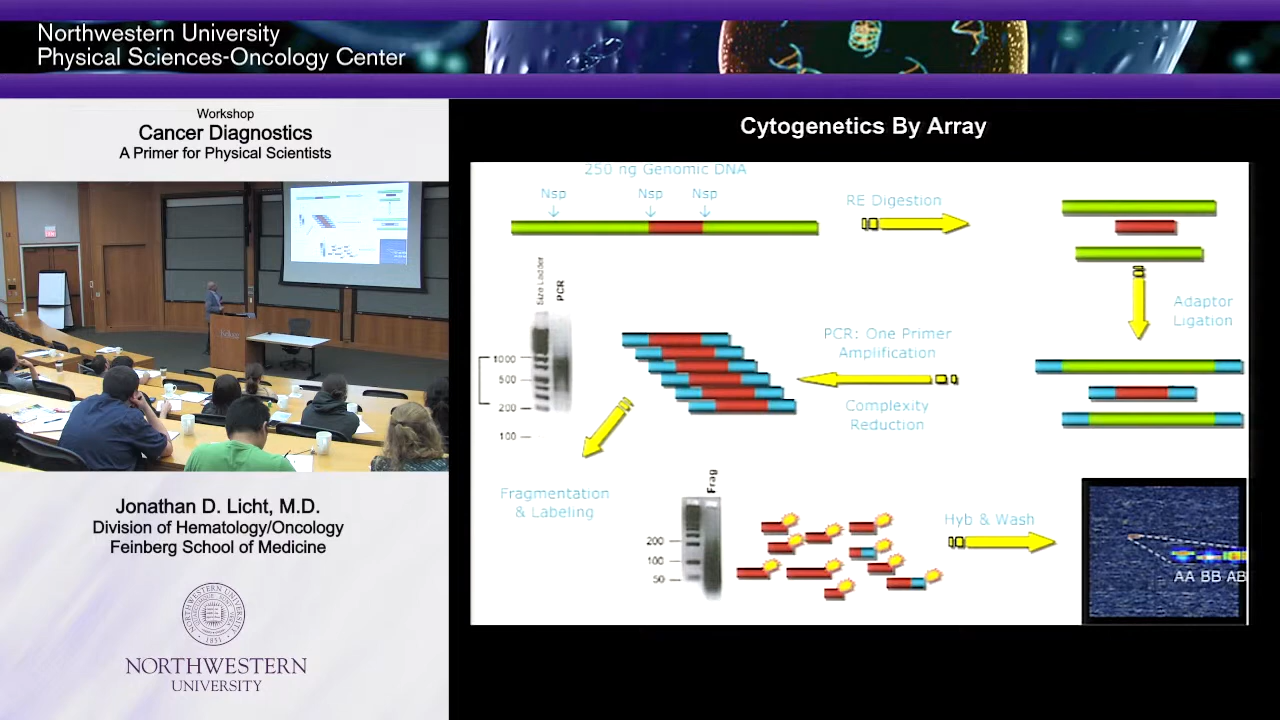 Northwestern University
Physical Sciences-Oncology Center
Workshop
Cancer Diagnostics
A Primer for Physical Scientists
Jonathan D. Licht, M.D.
Division of Hematology/Oncology
Feinberg School of Medicine
1851
NORTHWESTERN
UNIVERSITY
Cytogenetics By Array
250 ng Genomic DNA
Nsp Nsp Nsp
RE Digestion
Adaptor
Ligation
PCR: One Primer
Amplification
Complexity
Reduction
Size Ladder
PCR
1000
500
200
100
Fragmentation
& Labeling
Frag
200
100
50
Hyb & Wash
AA BB AB